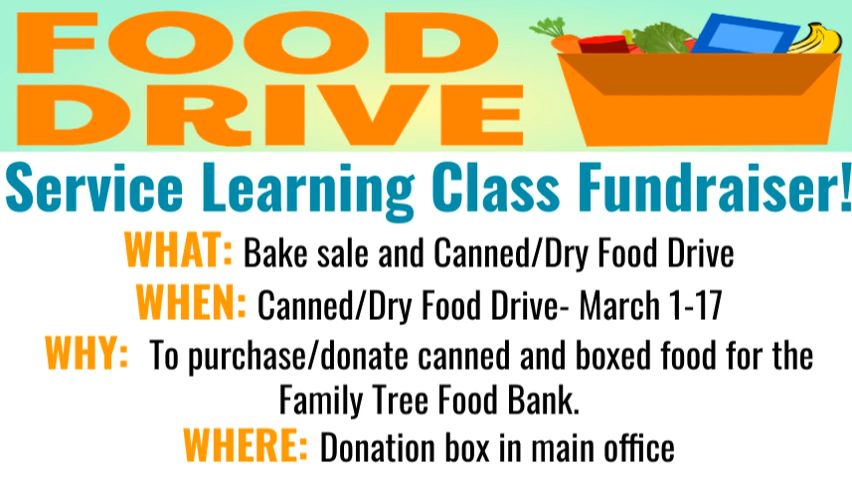 FOOD
DRIVE
Service Learning Class Fundraiser!
WHAT: Bake sale and Canned/Dry Food Drive
WHEN: Canned/Dry Food Drive- March 1-17
WHY: To purchase/donate canned and boxed food for the
Family Tree Food Bank.
WHERE: Donation box in main office